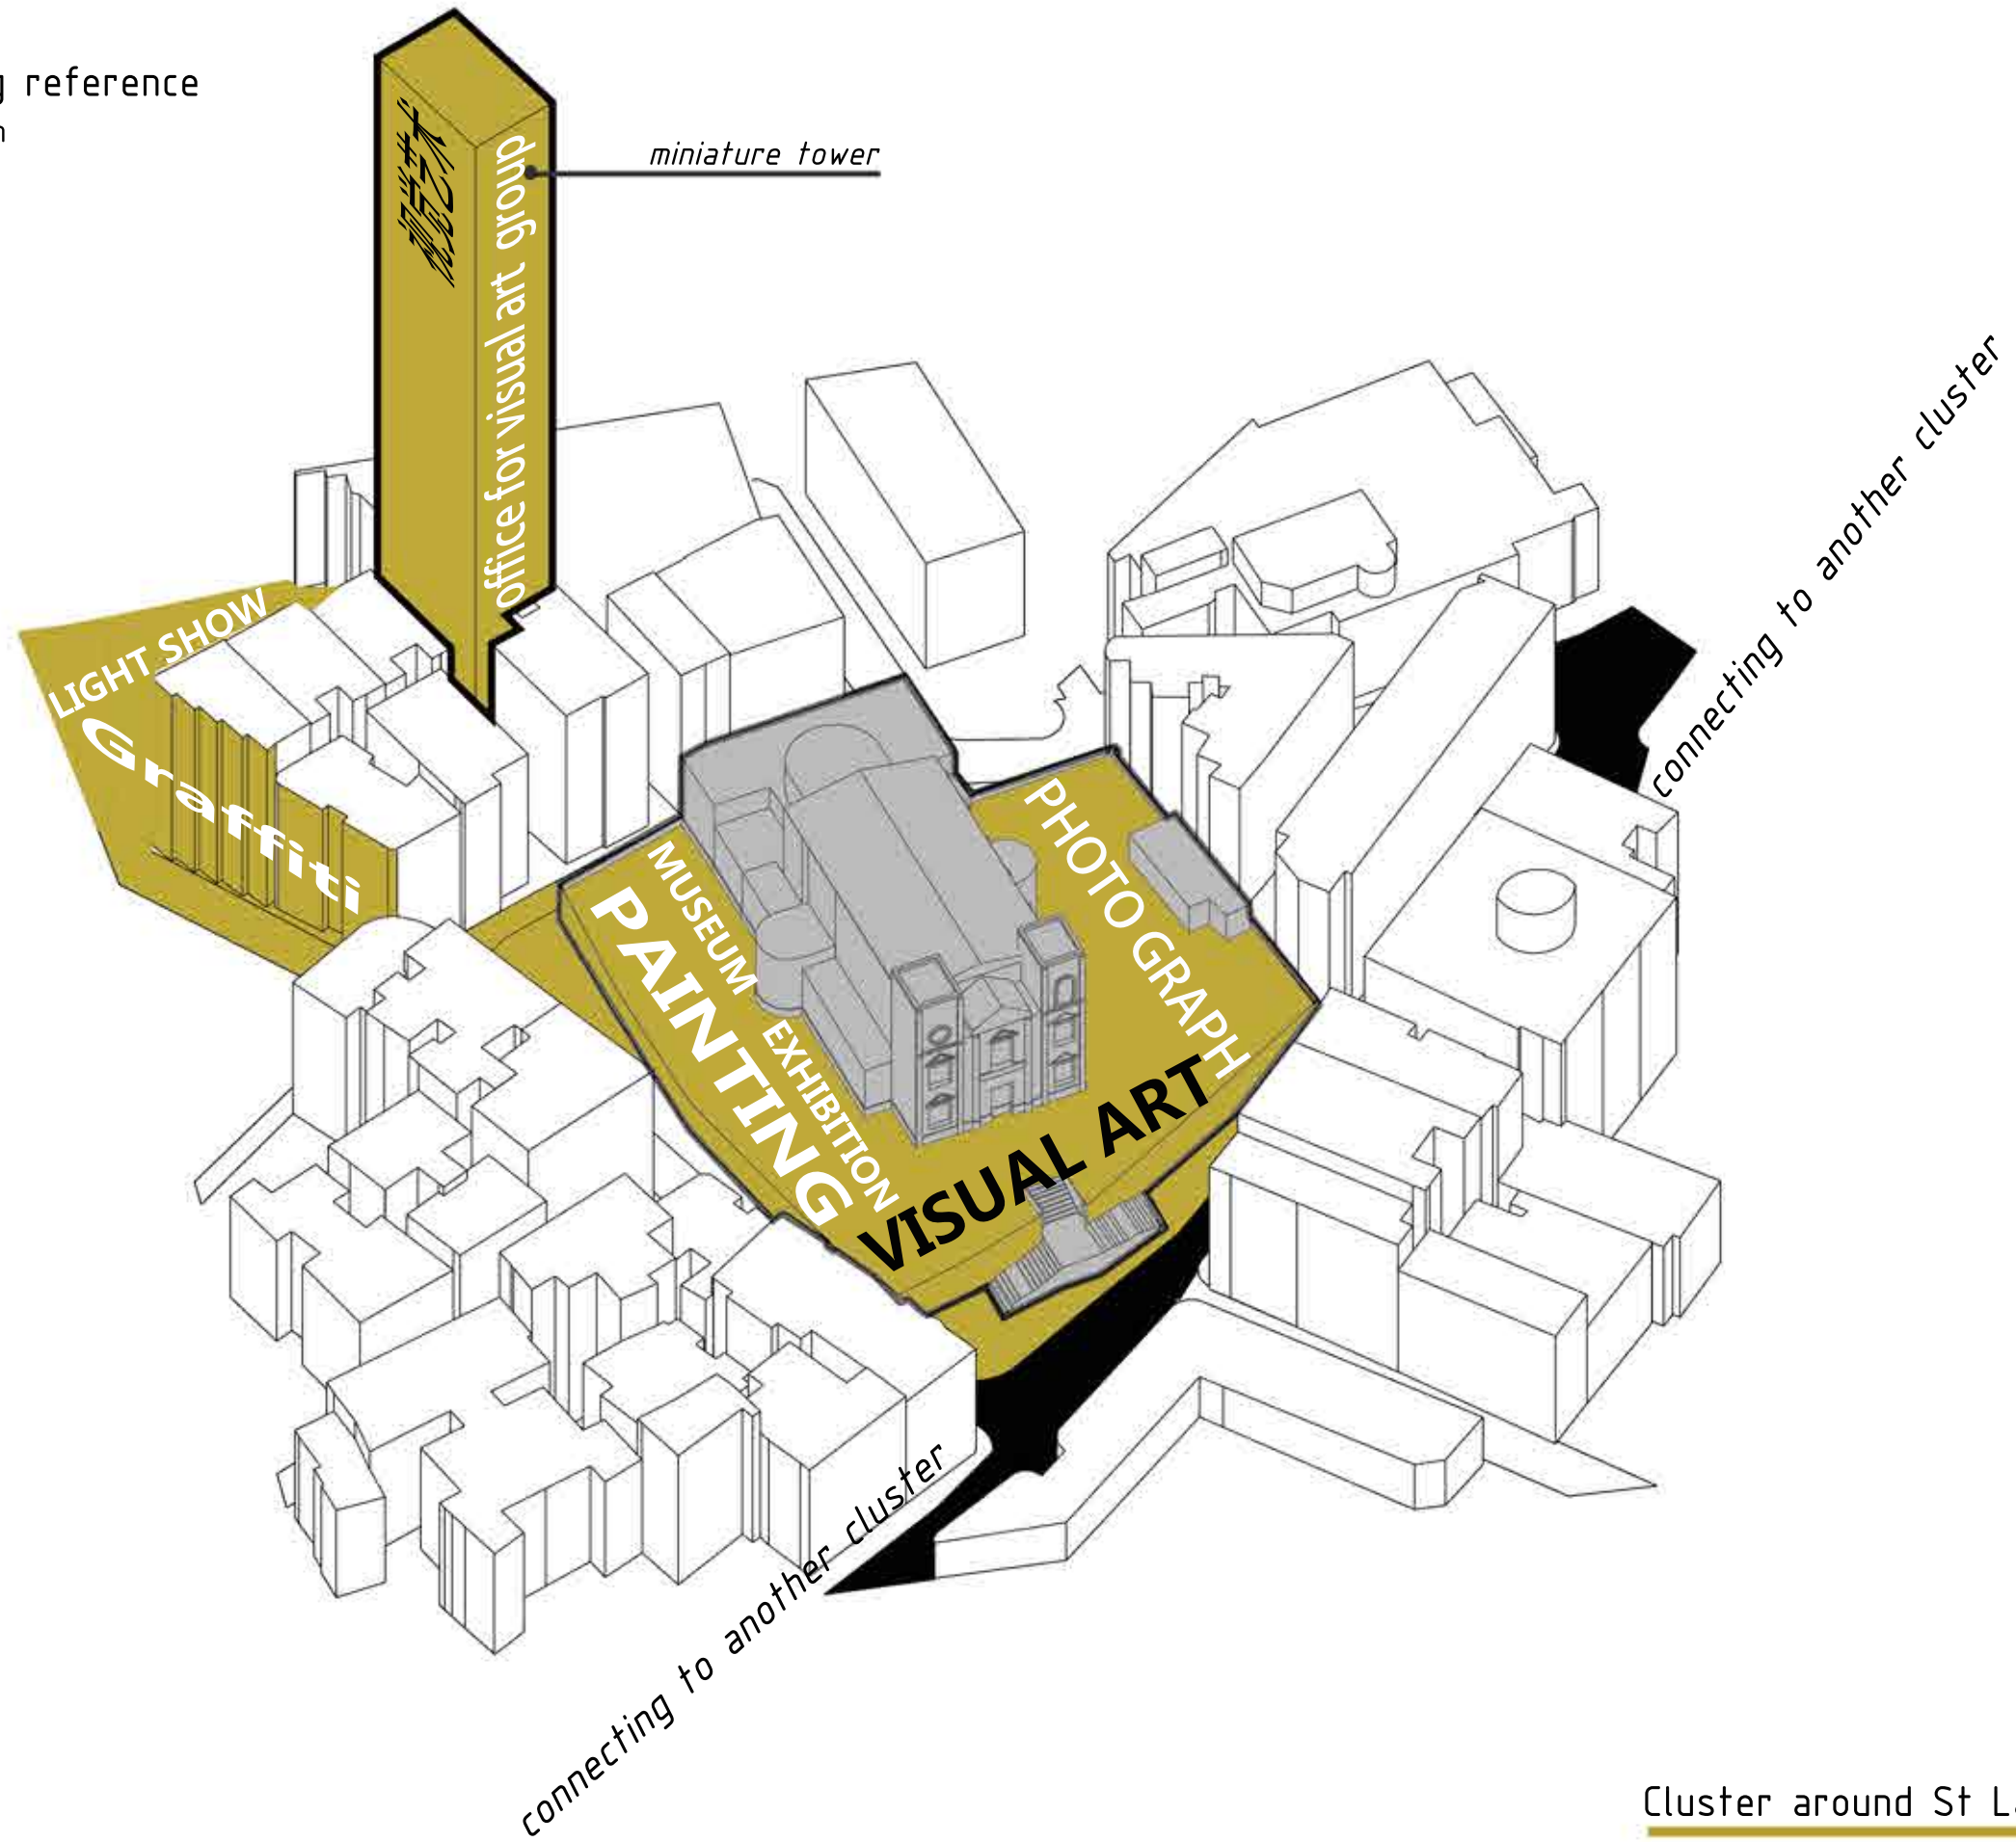 reference
miniature tower
office for visual art group
connecting to another cluster
LIGHT SHOW
Graffiti
MUSEUM EXHIBITION
PAINTING
PHOTO GRAPH
VISUAL ART
connecting to another cluster
Cluster around St